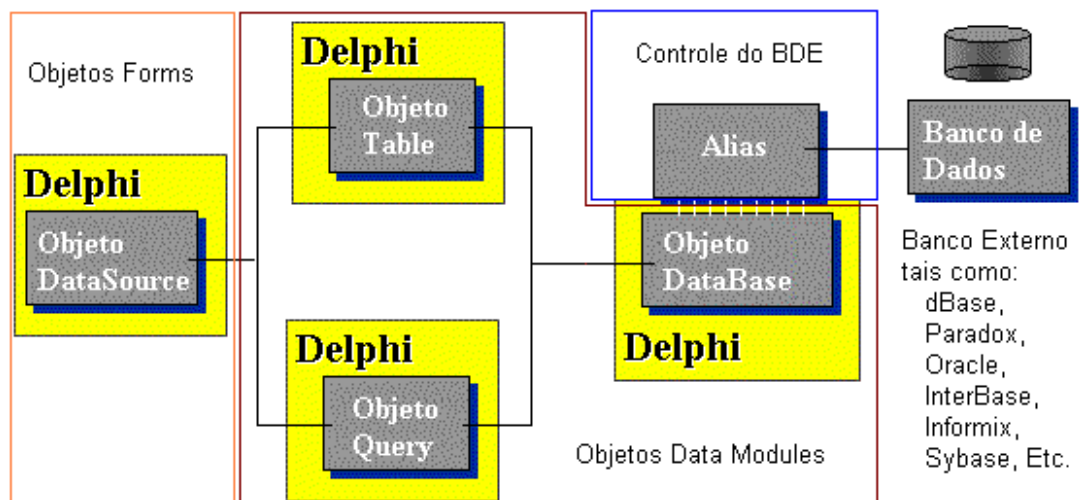 Objetos Forms
Delphi
Objeto
DataSource
Delphi
Objeto
Table
Delphi
Objeto
Query
Controle do BDE
Alias
Objeto
DataBase
Delphi
Objetos Data Modules
Banco de
Dados
Banco Externo
tais como:
dBase,
Paradox,
Oracle,
InterBase,
Informix,
Sybase, Etc.